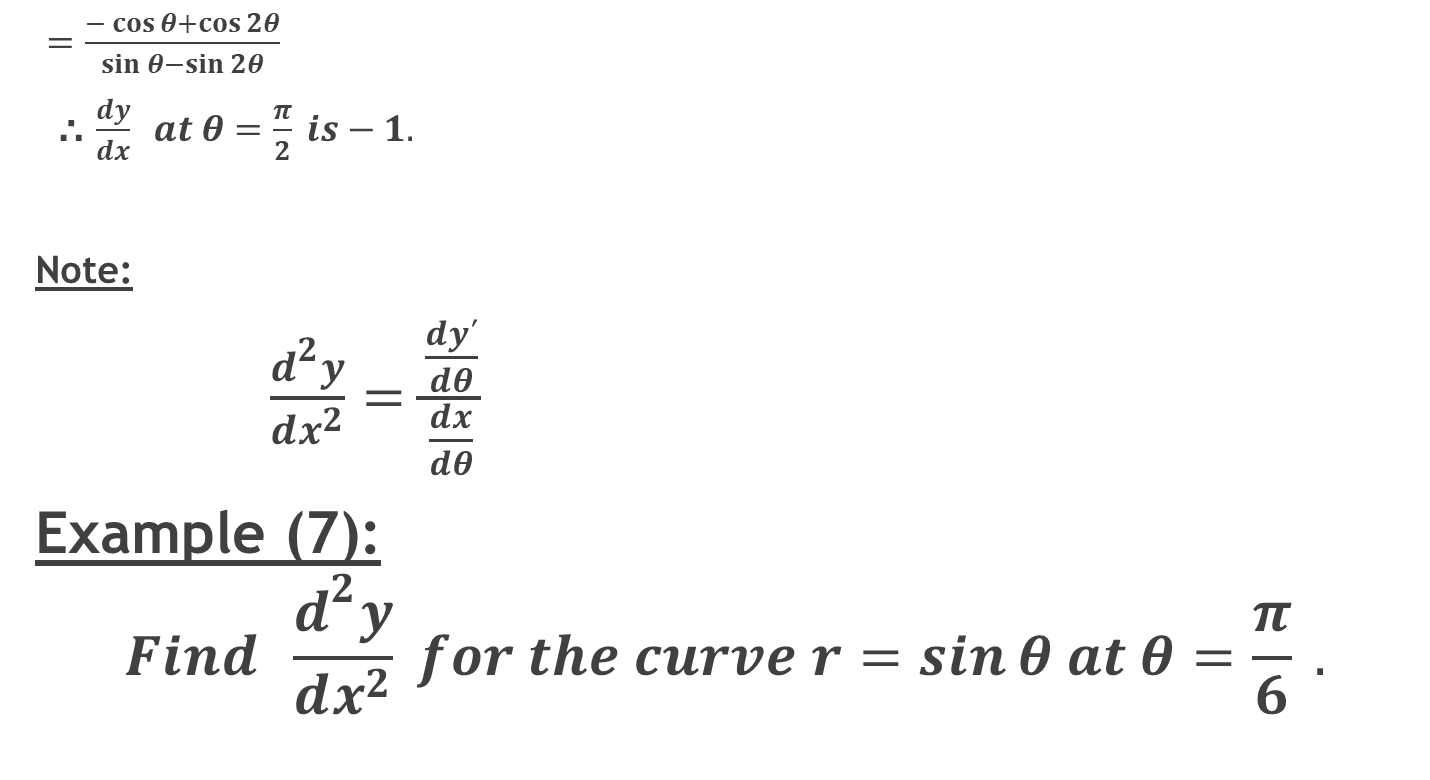 = (− cos θ+cos 2θ)/(sin θ−sin 2θ)
∴ dy/dx at θ = π/2 is − 1.
Note:
d²y/dx² = (dy′/dθ)/(dx/dθ)
Example (7):
Find d²y/dx² for the curve r = sin θ at θ = π/6 .